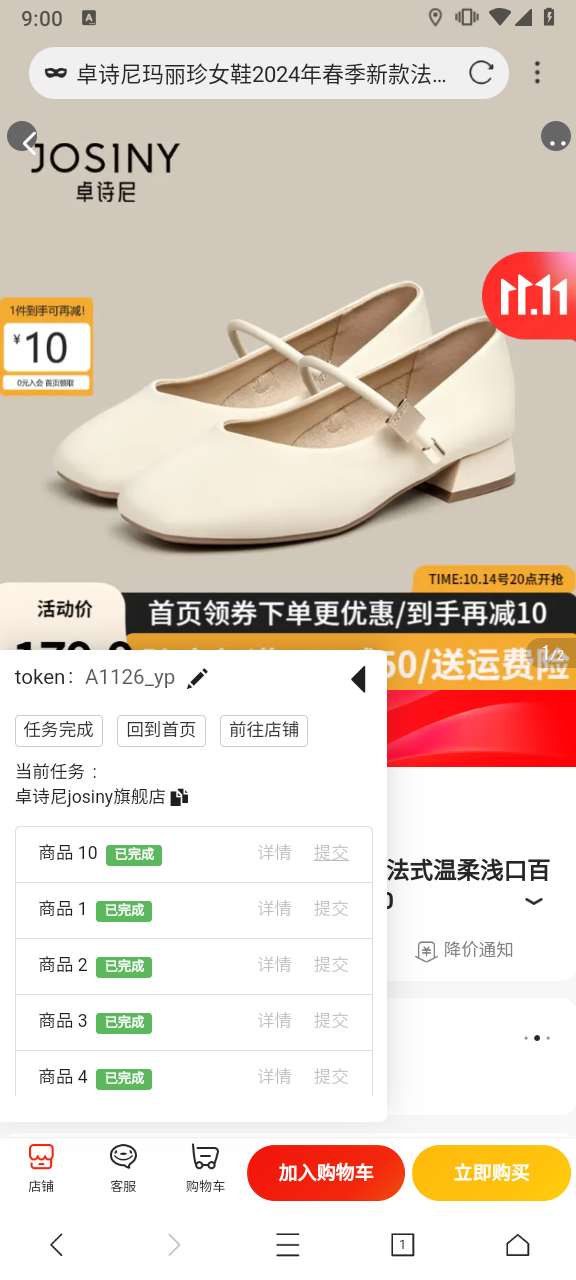 9:00
A
卓诗尼玛丽珍女鞋2024年春季新款法...
JOSINY
卓诗尼
11.11
1件到手可再减!
¥10
0元入会 首页领取
TIME:10.14号20点开抢
活动价
首页领券下单更优惠/到手再减10
50/送运费险
1/2
token: A1126_yp
任务完成
回到首页
前往店铺
当前任务 :
卓诗尼josiny旗舰店
商品 10 已完成 详情 提交
商品 1 已完成 详情 提交
商品 2 已完成 详情 提交
商品 3 已完成 详情 提交
商品 4 已完成 详情 提交
法式温柔浅口百
0
降价通知
店铺
客服
购物车
加入购物车
立即购买
1